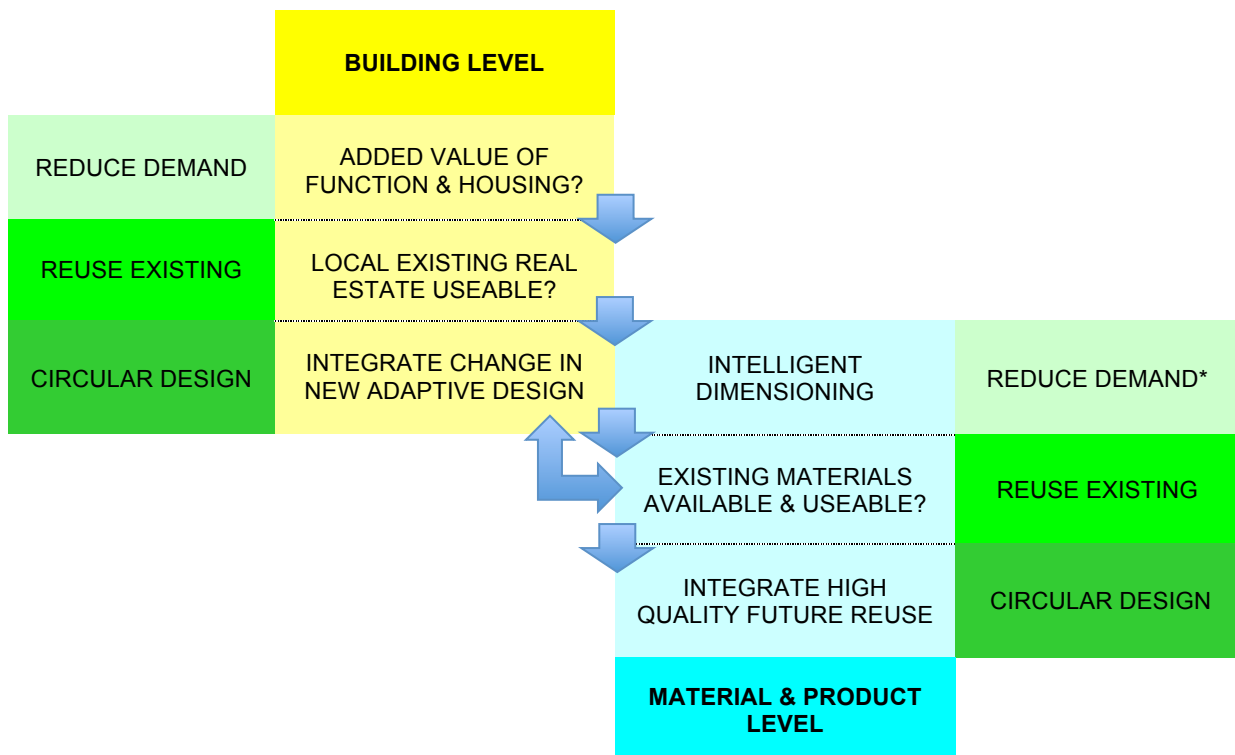 BUILDING LEVEL
REDUCE DEMAND
ADDED VALUE OF
FUNCTION & HOUSING?
REUSE EXISTING
LOCAL EXISTING REAL
ESTATE USEABLE?
CIRCULAR DESIGN
INTEGRATE CHANGE IN
NEW ADAPTIVE DESIGN
INTELLIGENT
DIMENSIONING
REDUCE DEMAND*
EXISTING MATERIALS
AVAILABLE & USEABLE?
REUSE EXISTING
INTEGRATE HIGH
QUALITY FUTURE REUSE
CIRCULAR DESIGN
MATERIAL & PRODUCT
LEVEL